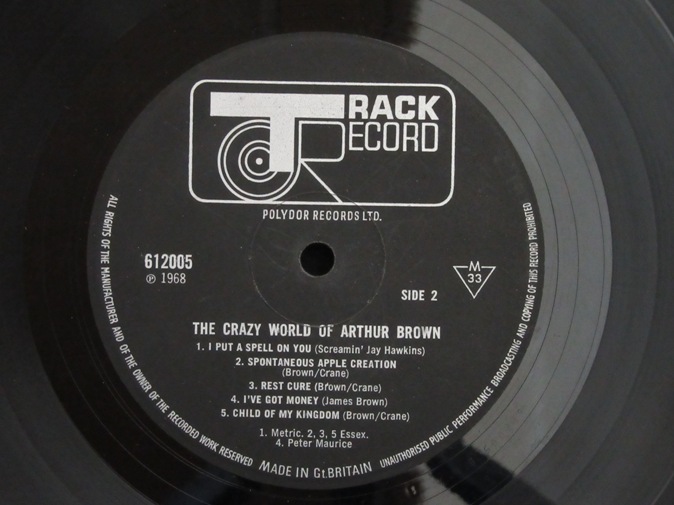 TRACK
RECORD
POLYDOR RECORDS LTD.
612005
℗ 1968
M
33
SIDE 2
THE CRAZY WORLD OF ARTHUR BROWN
1. I PUT A SPELL ON YOU (Screamin' Jay Hawkins)
2. SPONTANEOUS APPLE CREATION
(Brown/Crane)
3. REST CURE (Brown/Crane)
4. I'VE GOT MONEY (James Brown)
5. CHILD OF MY KINGDOM (Brown/Crane)
1. Metric. 2, 3, 5 Essex.
4. Peter Maurice
ALL RIGHTS OF THE MANUFACTURER AND OF THE OWNER OF THE RECORDED WORK RESERVED
MADE IN Gt. BRITAIN
UNAUTHORISED PUBLIC PERFORMANCE BROADCASTING AND COPYING OF THIS RECORD PROHIBITED